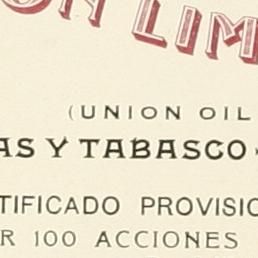 ON LIM
(UNION OIL
AS Y TABASCO
TIFICADO PROVISIO
R 100 ACCIONES